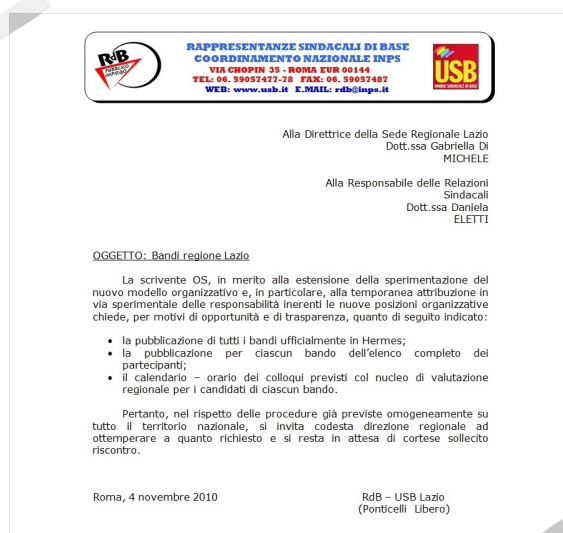 RdB
PUBBLICO
IMPIEGO
RAPPRESENTANZE SINDACALI DI BASE
COORDINAMENTO NAZIONALE INPS
VIA CHOPIN 35 - ROMA EUR 00144
TEL: 06. 59057477-78 FAX: 06. 59057487
WEB: www.usb.it E.MAIL: rdb@inps.it
USB
UNIONE SINDACALE DI BASE
Alla Direttrice della Sede Regionale Lazio
Dott.ssa Gabriella Di
MICHELE
Alla Responsabile delle Relazioni
Sindacali
Dott.ssa Daniela
ELETTI
OGGETTO: Bandi regione Lazio
La scrivente OS, in merito alla estensione della sperimentazione del
nuovo modello organizzativo e, in particolare, alla temporanea attribuzione in
via sperimentale delle responsabilità inerenti le nuove posizioni organizzative
chiede, per motivi di opportunità e di trasparenza, quanto di seguito indicato:
• la pubblicazione di tutti i bandi ufficialmente in Hermes;
• la pubblicazione per ciascun bando dell'elenco completo dei
partecipanti;
• il calendario – orario dei colloqui previsti col nucleo di valutazione
regionale per i candidati di ciascun bando.
Pertanto, nel rispetto delle procedure già previste omogeneamente su
tutto il territorio nazionale, si invita codesta direzione regionale ad
ottemperare a quanto richiesto e si resta in attesa di cortese sollecito
riscontro.
Roma, 4 novembre 2010 RdB – USB Lazio
(Ponticelli Libero)